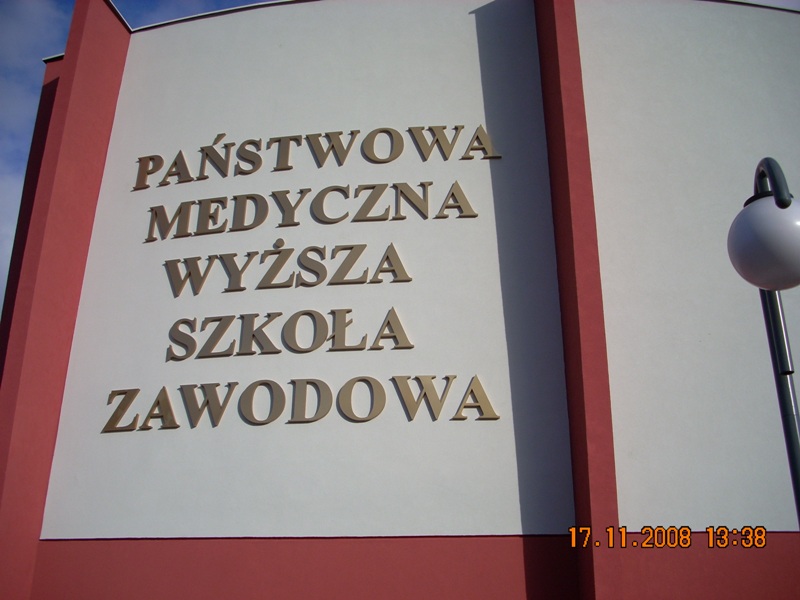 PAŃSTWOWA
MEDYCZNA
WYŻSZA
SZKOŁA
ZAWODOWA
17.11.2008 13:38